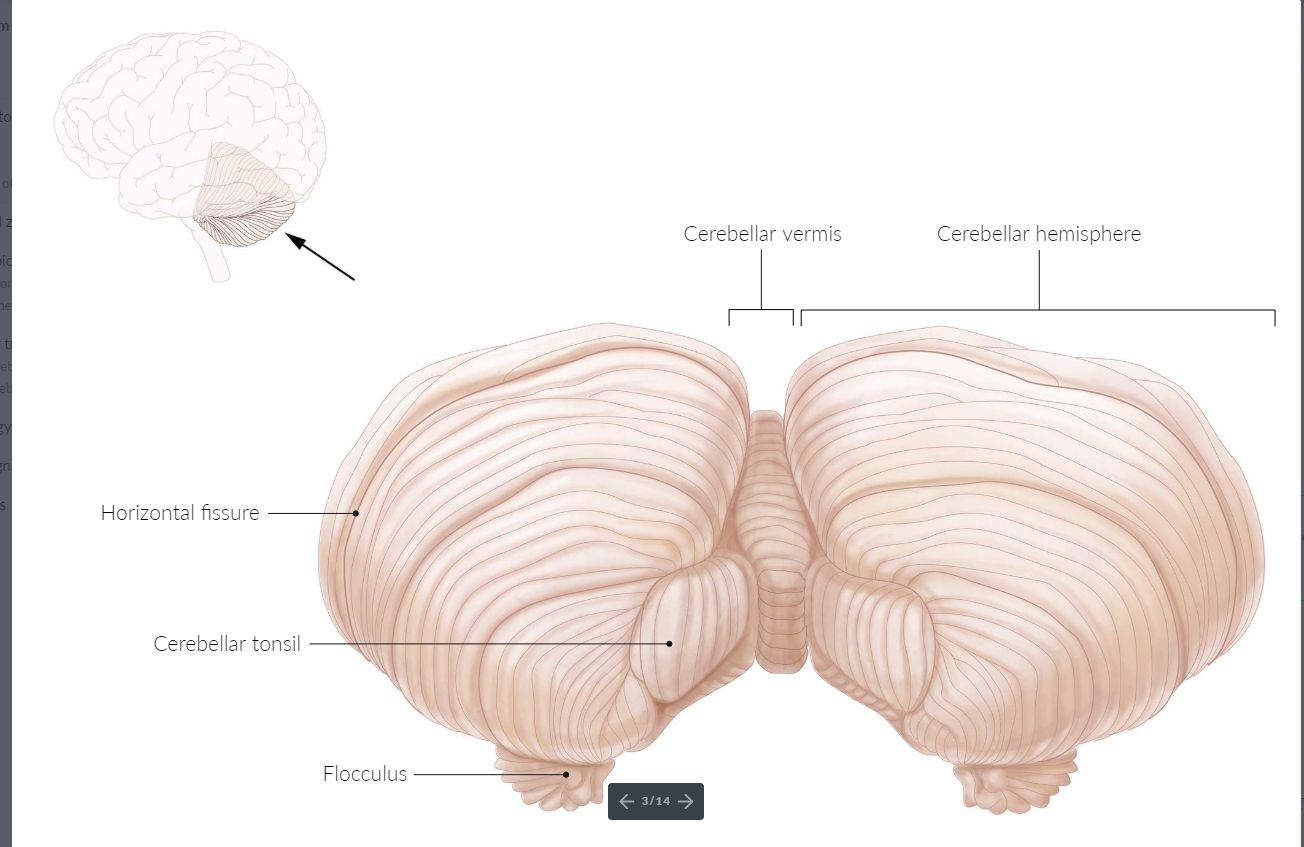 Cerebellar vermis
Cerebellar hemisphere
Horizontal fissure
Cerebellar tonsil
Flocculus
3/14